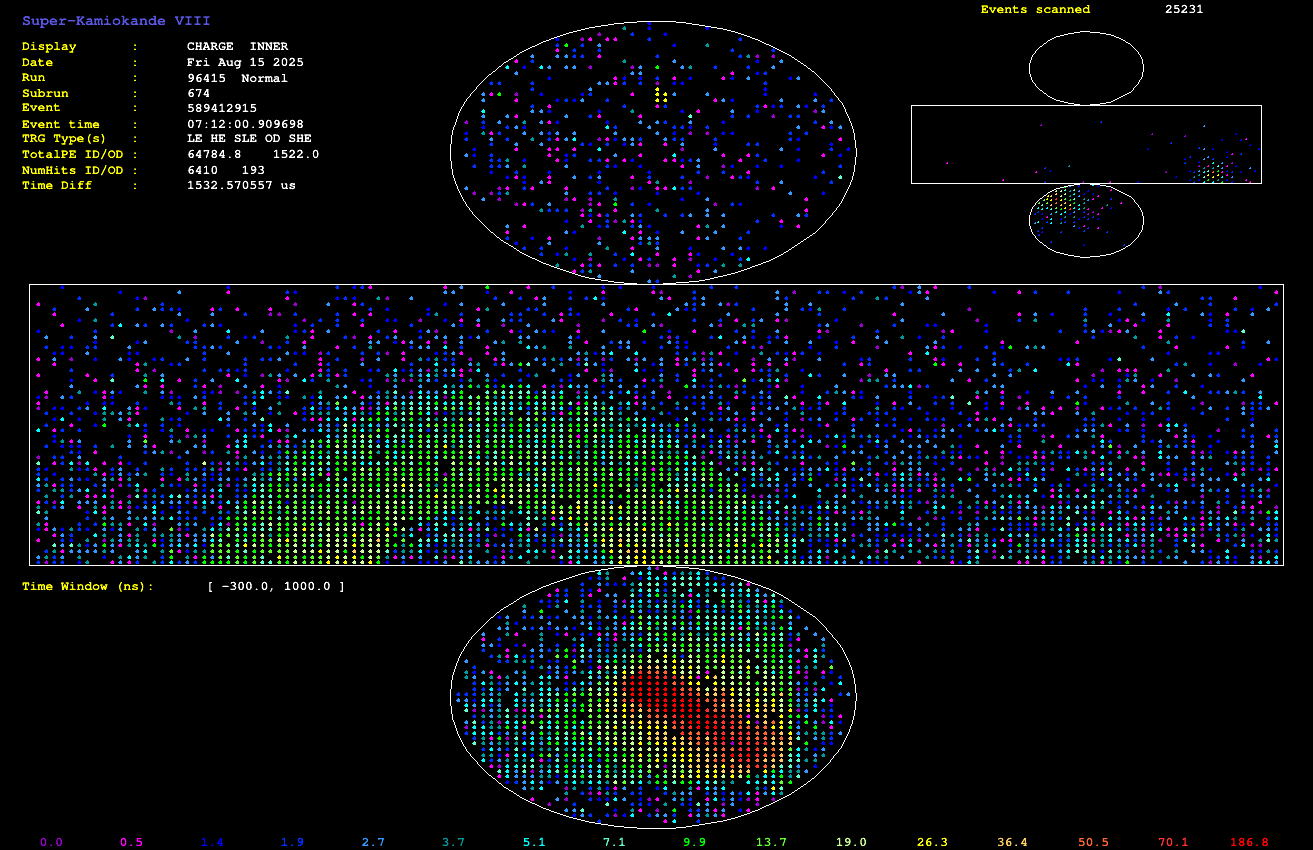 Super-Kamiokande VIII
Display : CHARGE INNER
Date : Fri Aug 15 2025
Run : 96415 Normal
Subrun : 674
Event : 589412915
Event time : 07:12:00.909698
TRG Type(s) : LE HE SLE OD SHE
TotalPE ID/OD : 64784.8 1522.0
NumHits ID/OD : 6410 193
Time Diff : 1532.570557 us
Events scanned 25231
Time Window (ns): [ -300.0, 1000.0 ]
0.0 0.5 1.4 1.9 2.7 3.7 5.1 7.1 9.9 13.7 19.0 26.3 36.4 50.5 70.1 186.8